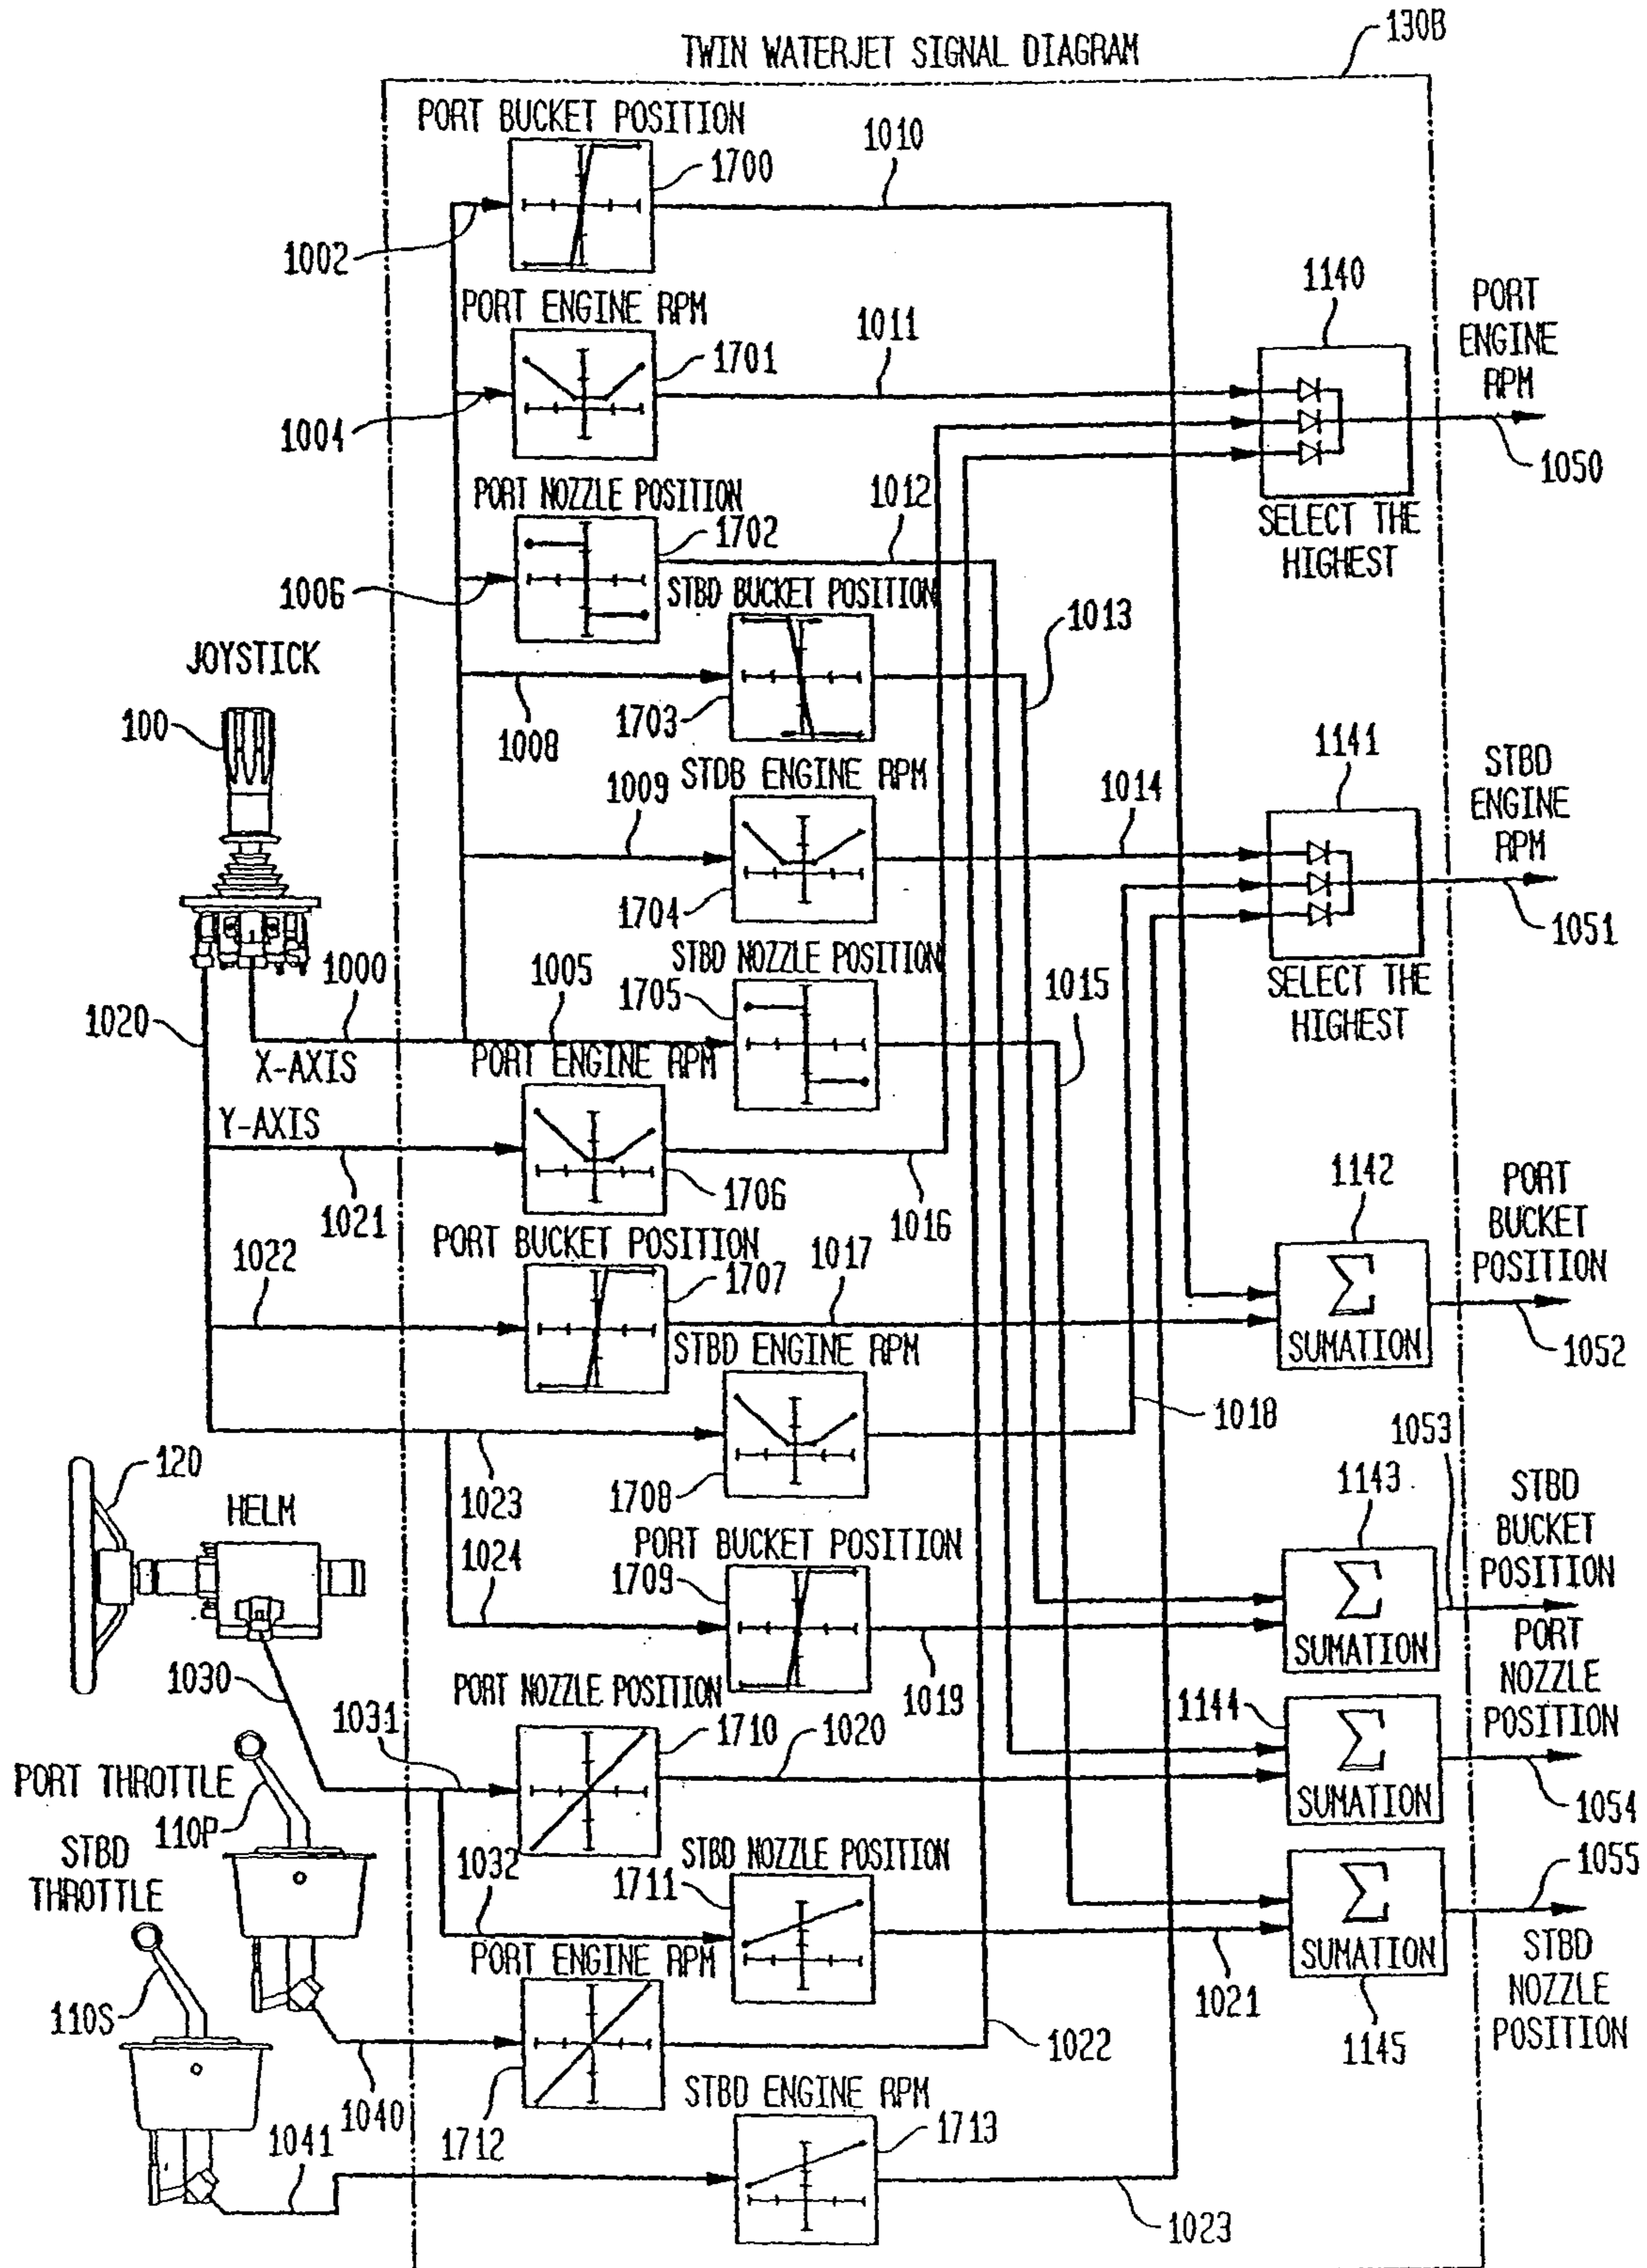 TWIN WATERJET SIGNAL DIAGRAM
130B
PORT BUCKET POSITION
1700
1010
1002
PORT ENGINE RPM
1701
1011
1004
1140
PORT
ENGINE
RPM
1050
SELECT THE
HIGHEST
PORT NOZZLE POSITION
1702
1012
1006
STBD BUCKET POSITION
1013
1703
1008
JOYSTICK
100
STDB ENGINE RPM
1009
1014
1704
1141
STBD
ENGINE
RPM
1051
SELECT THE
HIGHEST
STBD NOZZLE POSITION
1000
1005
1705
1015
1020
X-AXIS
PORT ENGINE RPM
Y-AXIS
1021
1706
1016
1022
PORT BUCKET POSITION
1707
1017
1142
PORT
BUCKET
POSITION
Σ
SUMATION
1052
STBD ENGINE RPM
1018
1023
1708
1053
120
HELM
1024
PORT BUCKET POSITION
1709
1019
1143
STBD
BUCKET
POSITION
Σ
SUMATION
1030
1031
PORT NOZZLE POSITION
1710
1020
1144
PORT
NOZZLE
POSITION
Σ
SUMATION
1054
PORT THROTTLE
110P
STBD
THROTTLE
1032
STBD NOZZLE POSITION
1711
1021
1055
Σ
SUMATION
1145
STBD
NOZZLE
POSITION
110S
PORT ENGINE RPM
1022
1040
1712
STBD ENGINE RPM
1041
1713
1023